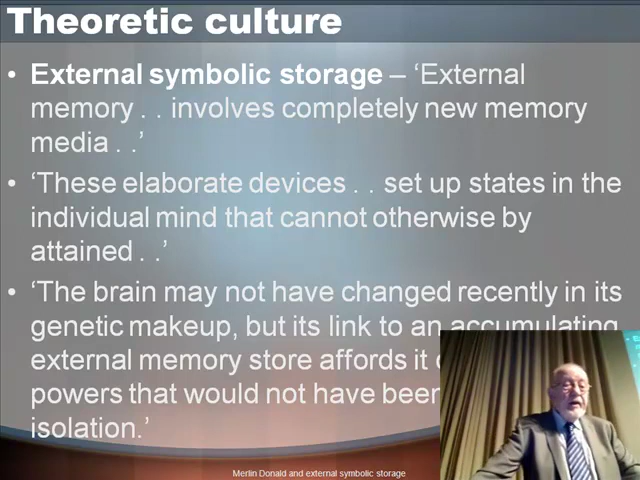 Theoretic culture
• External symbolic storage – ‘External
memory . . involves completely new memory
media . .’
• ‘These elaborate devices . . set up states in the
individual mind that cannot otherwise by
attained . .’
• ‘The brain may not have changed recently in its
genetic makeup, but its link to an accumulating
external memory store affords it
powers that would not have been
isolation.’
Merlin Donald and external symbolic storage